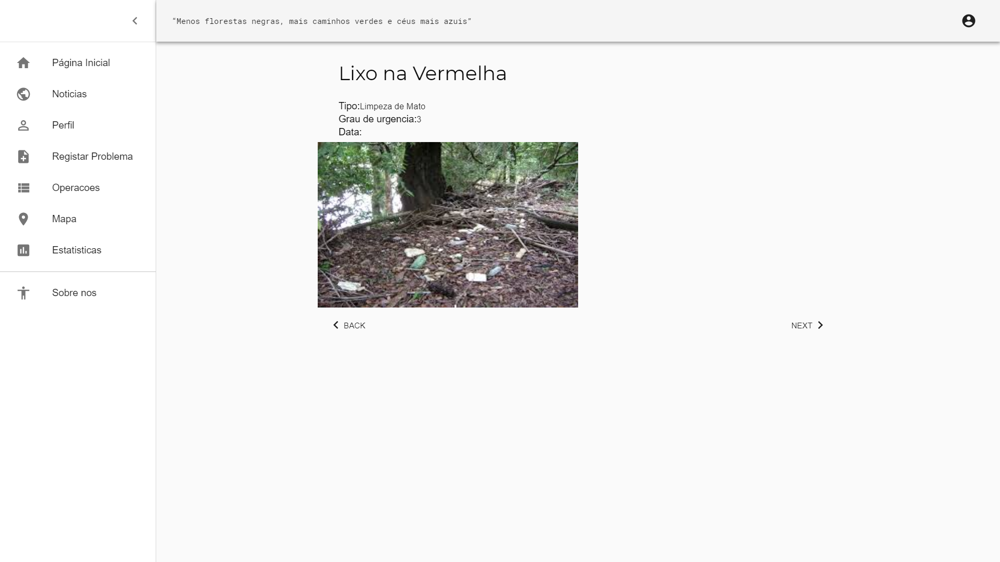 “Menos florestas negras, mais caminhos verdes e céus mais azuis”
Página Inicial
Noticias
Perfil
Registar Problema
Operacoes
Mapa
Estatisticas
Sobre nos
Lixo na Vermelha
Tipo:Limpeza de Mato
Grau de urgencia:3
Data:
BACK
NEXT